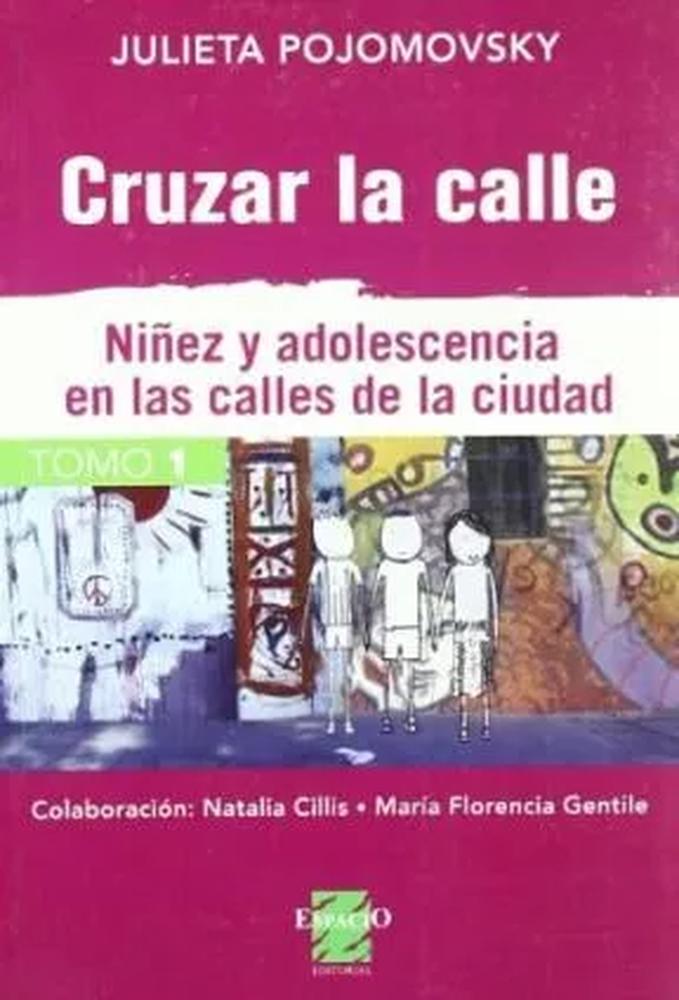 JULIETA POJOMOVSKY
Cruzar la calle
Niñez y adolescencia
en las calles de la ciudad
TOMO 1
Colaboración: Natalia Cillis • María Florencia Gentile
ESPACIO
EDITORIAL